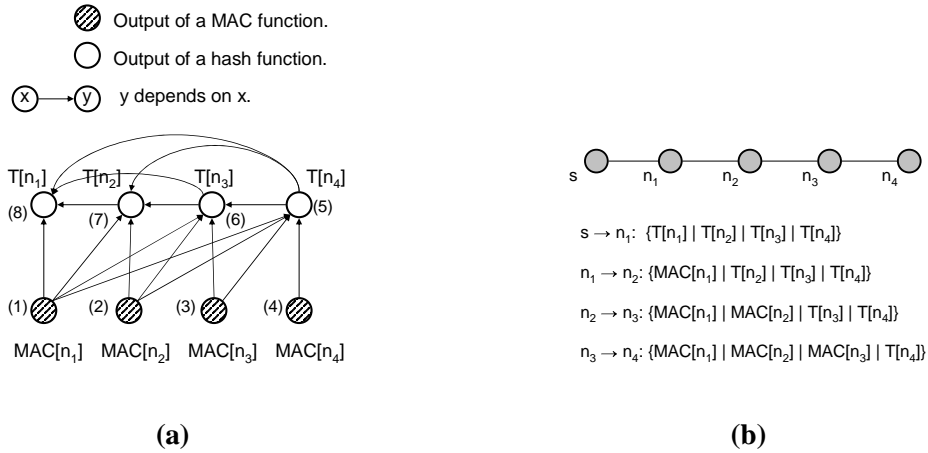 Output of a MAC function.
Output of a hash function.
x y y depends on x.
T[n1] T[n2] T[n3] T[n4]
(8) (7) (6) (5)
(1) (2) (3) (4)
MAC[n1] MAC[n2] MAC[n3] MAC[n4]
(a)
s n1 n2 n3 n4
s → n1: {T[n1] | T[n2] | T[n3] | T[n4]}
n1 → n2: {MAC[n1] | T[n2] | T[n3] | T[n4]}
n2 → n3: {MAC[n1] | MAC[n2] | T[n3] | T[n4]}
n3 → n4: {MAC[n1] | MAC[n2] | MAC[n3] | T[n4]}
(b)